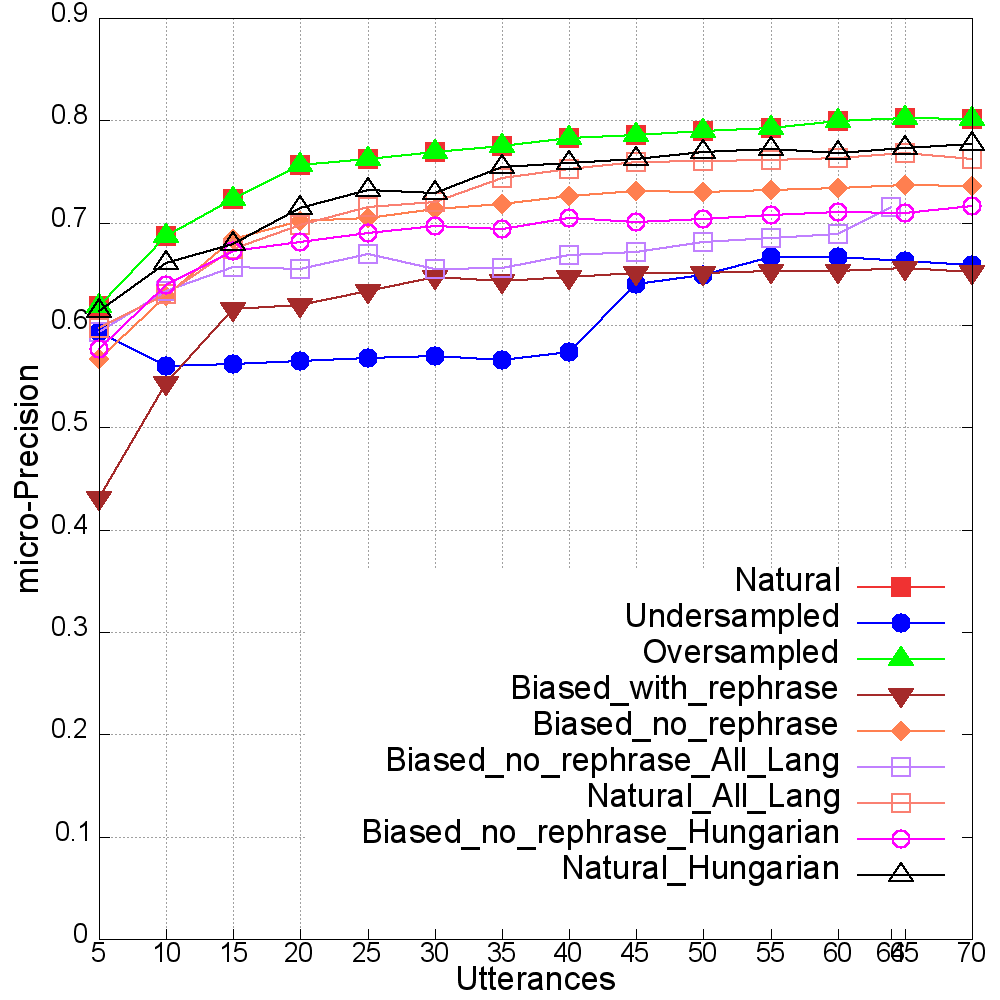 0.9
0.8
0.7
0.6
0.5
0.4
0.3
0.2
0.1
0
micro-Precision
Natural
Undersampled
Oversampled
Biased_with_rephrase
Biased_no_rephrase
Biased_no_rephrase_All_Lang
Natural_All_Lang
Biased_no_rephrase_Hungarian
Natural_Hungarian
5 10 15 20 25 30 35 40 45 50 55 60 64 65 70
Utterances